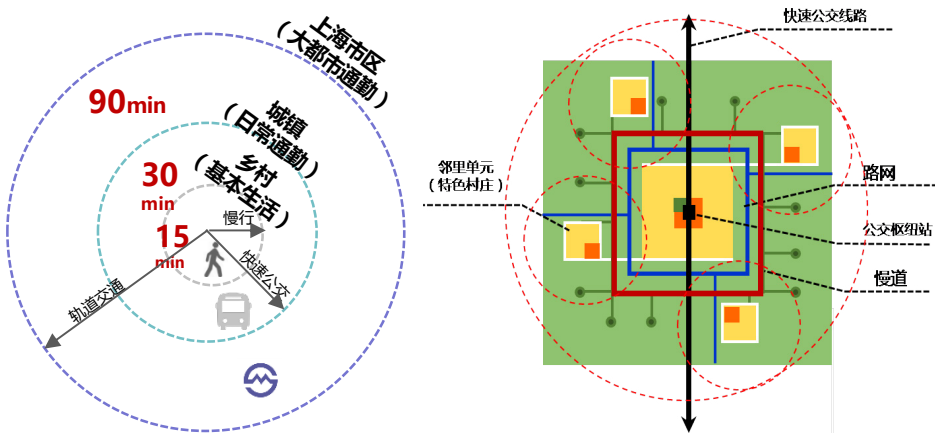 上海市区
（大都市通勤）
90min
城镇
（日常通勤）
30
min
乡村
（基本生活）
15
min
慢行
快速公交
轨道交通
快速公交线路
邻里单元
（特色村庄）
路网
公交枢纽站
慢道